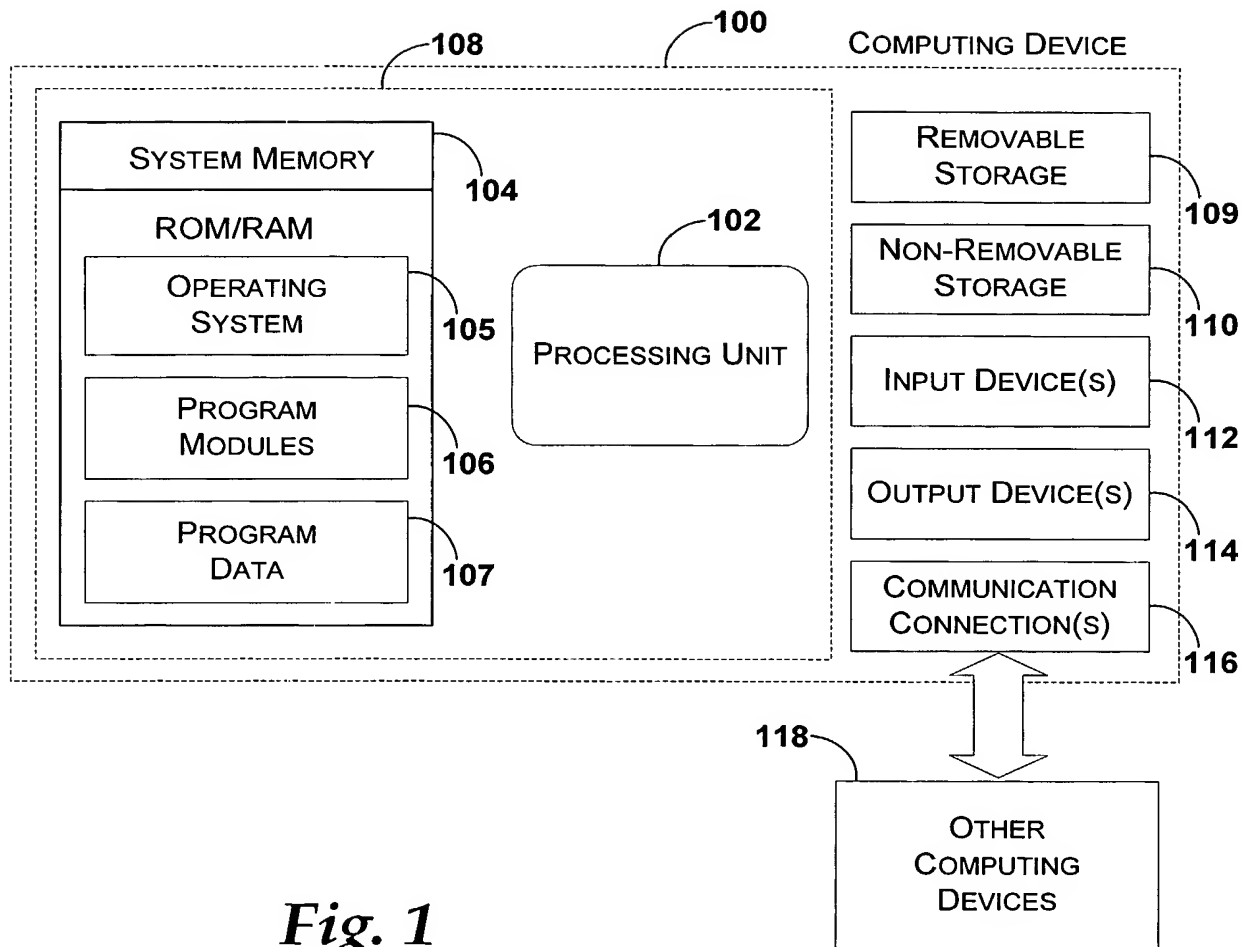 100
COMPUTING DEVICE
108
SYSTEM MEMORY
104
ROM/RAM
OPERATING
SYSTEM
105
PROGRAM
MODULES
106
PROGRAM
DATA
107
102
PROCESSING UNIT
REMOVABLE
STORAGE
109
NON-REMOVABLE
STORAGE
110
INPUT DEVICE(S)
112
OUTPUT DEVICE(S)
114
COMMUNICATION
CONNECTION(S)
116
118
OTHER
COMPUTING
DEVICES
Fig. 1